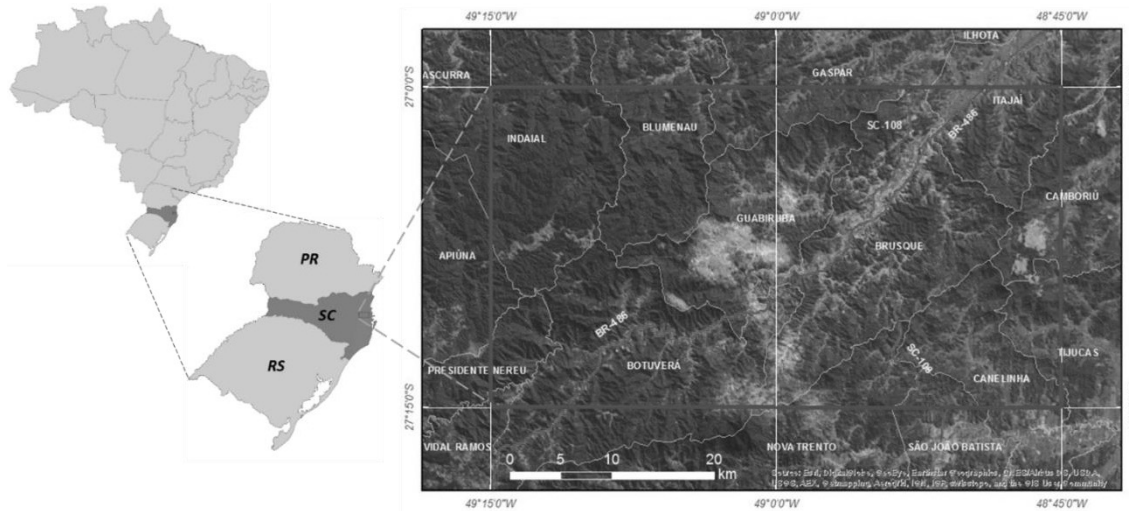 49°15'0"W
49°0'0"W
48°45'0"W
ILHOTA
ASCURRA
GASPAR
27°0'0"S
ITAJAÍ
BLUMENAU
SC-108
BR-486
INDAIAL
CAMBORIÚ
GUABIRUBA
BRUSQUE
APIÚNA
PR
SC
BR-486
RS
SC-108
TIJUCAS
PRESIDENTE NEREU
BOTUVERÁ
CANELINHA
27°15'0"S
VIDAL RAMOS
NOVA TRENTO
SÃO JOÃO BATISTA
0 5 10 20
km
49°15'0"W
49°0'0"W
48°45'0"W